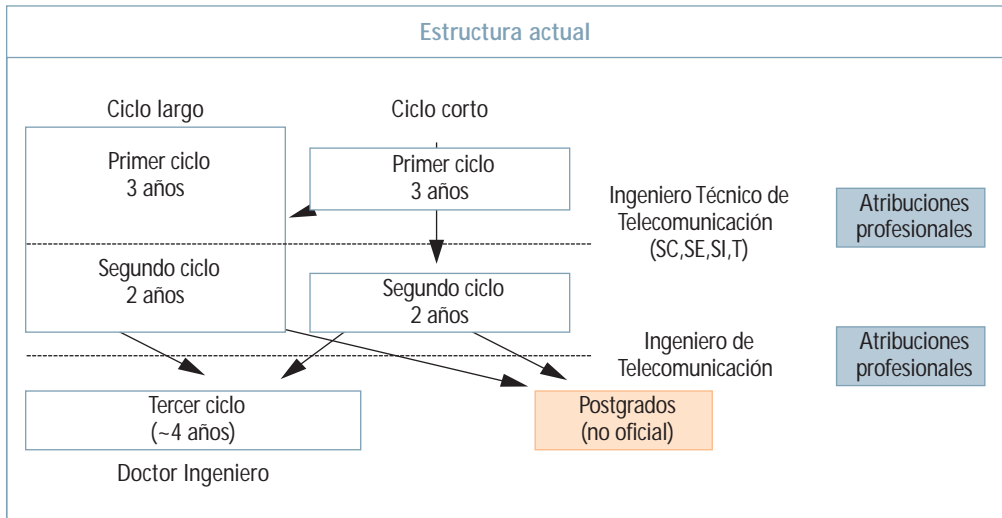 Estructura actual
Ciclo largo
Ciclo corto
Primer ciclo
3 años
Primer ciclo
3 años
Ingeniero Técnico de
Telecomunicación
(SC,SE,SI,T)
Atribuciones
profesionales
Segundo ciclo
2 años
Segundo ciclo
2 años
Ingeniero de
Telecomunicación
Atribuciones
profesionales
Tercer ciclo
(~4 años)
Postgrados
(no oficial)
Doctor Ingeniero